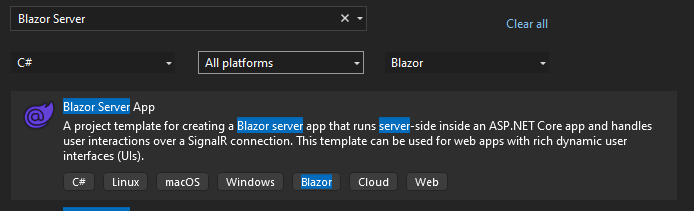 Blazor Server
Clear all
C# All platforms Blazor
Blazor Server App
A project template for creating a Blazor server app that runs server-side inside an ASP.NET Core app and handles
user interactions over a SignalR connection. This template can be used for web apps with rich dynamic user
interfaces (UIs).
C# Linux macOS Windows Blazor Cloud Web